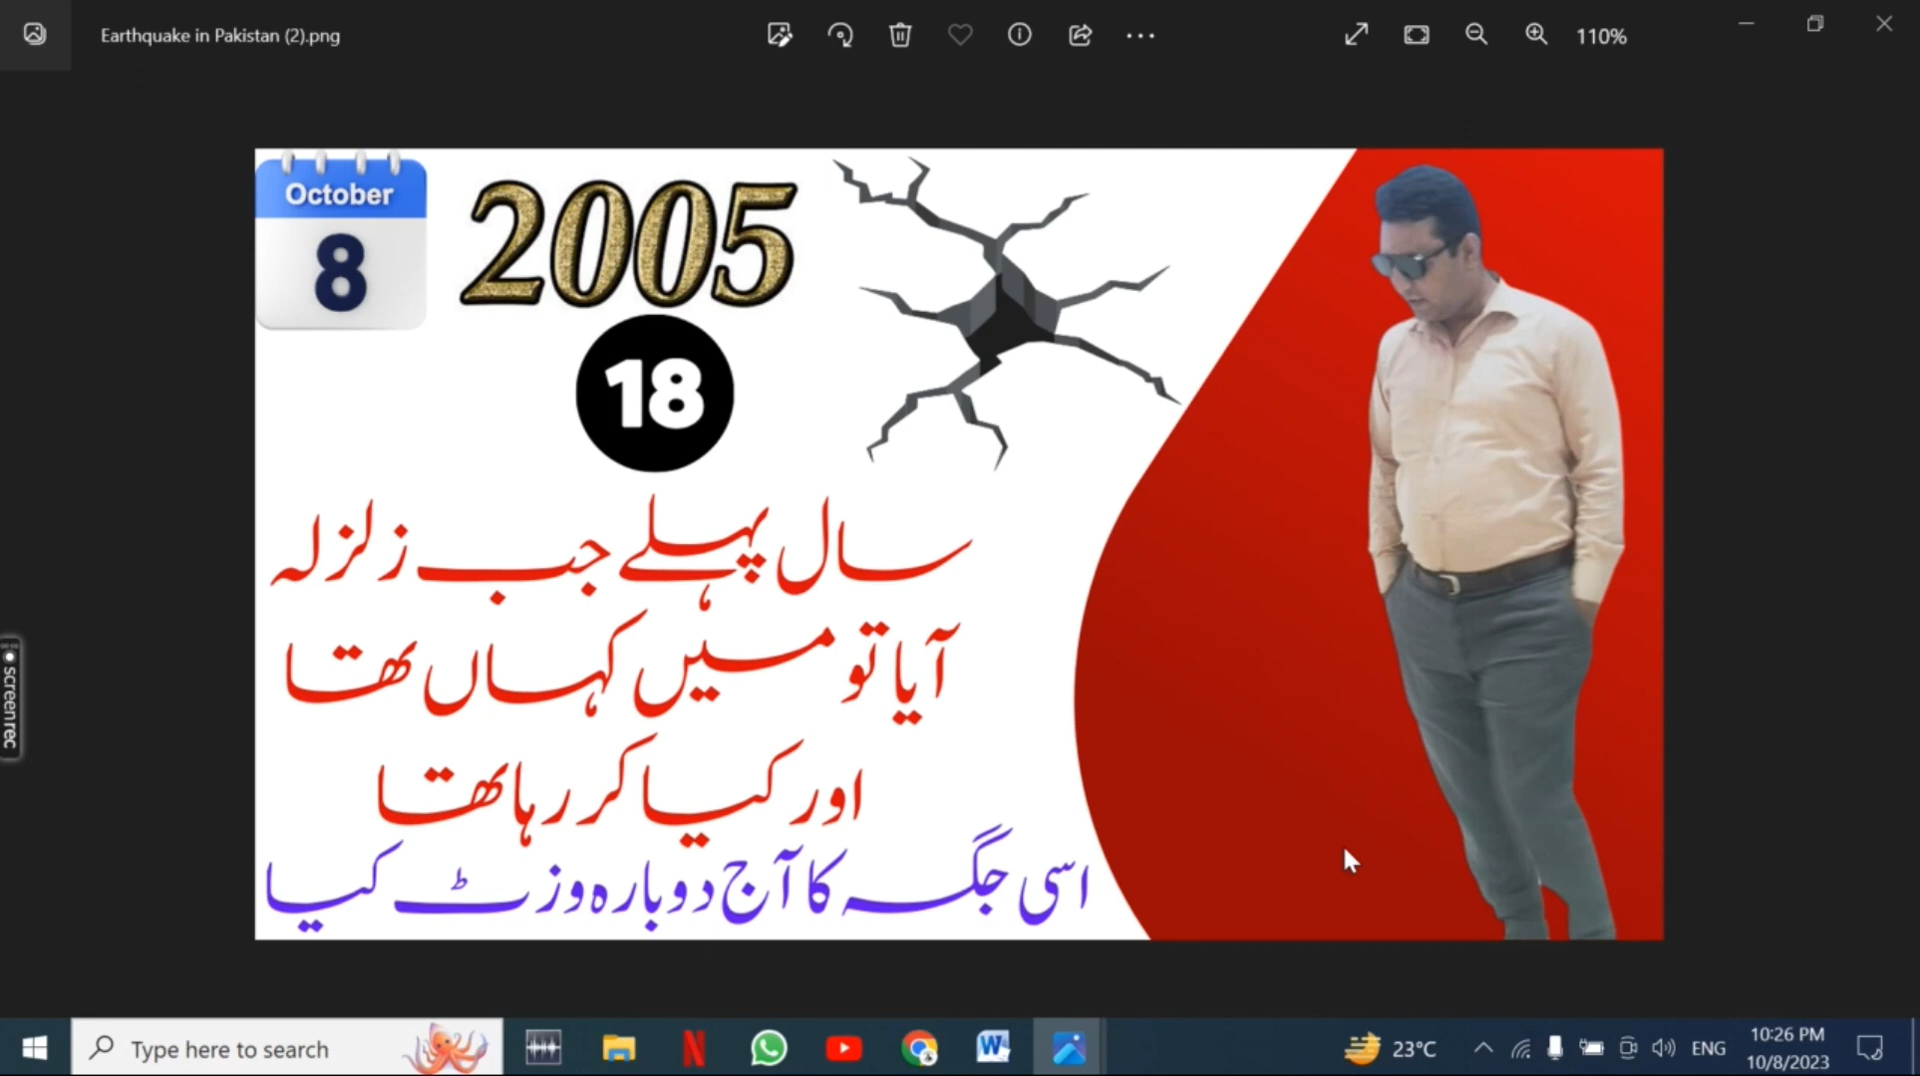 Earthquake in Pakistan (2).png
110%
October
8
2005
18
سال پہلے جب زلزلہ
آیا تو میں کہاں تھا
اور کیا کر رہا تھا
اسی جگہ کا آج دوبارہ وزٹ کیا
screenrec
Type here to search
23°C
ENG
10:26 PM
10/8/2023